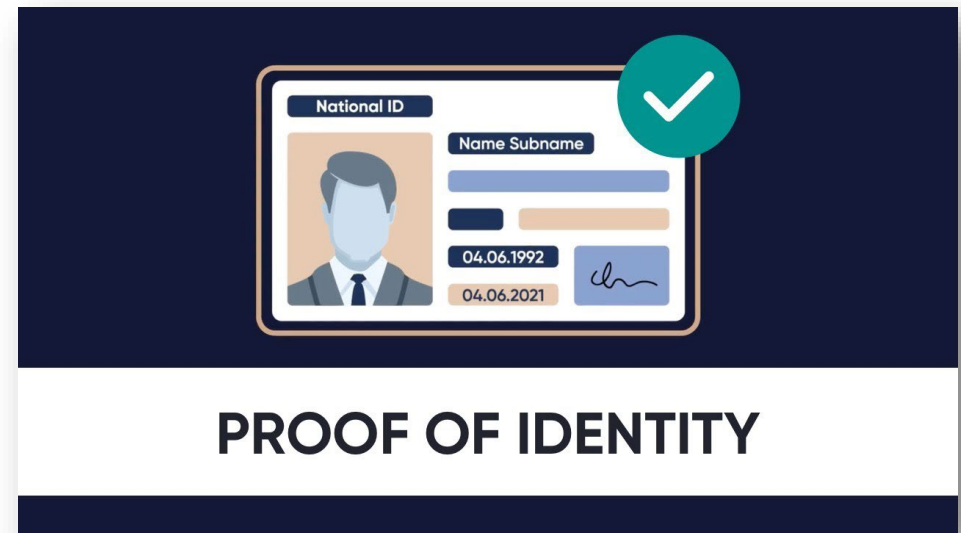 National ID
Name Subname
04.06.1992
04.06.2021
PROOF OF IDENTITY